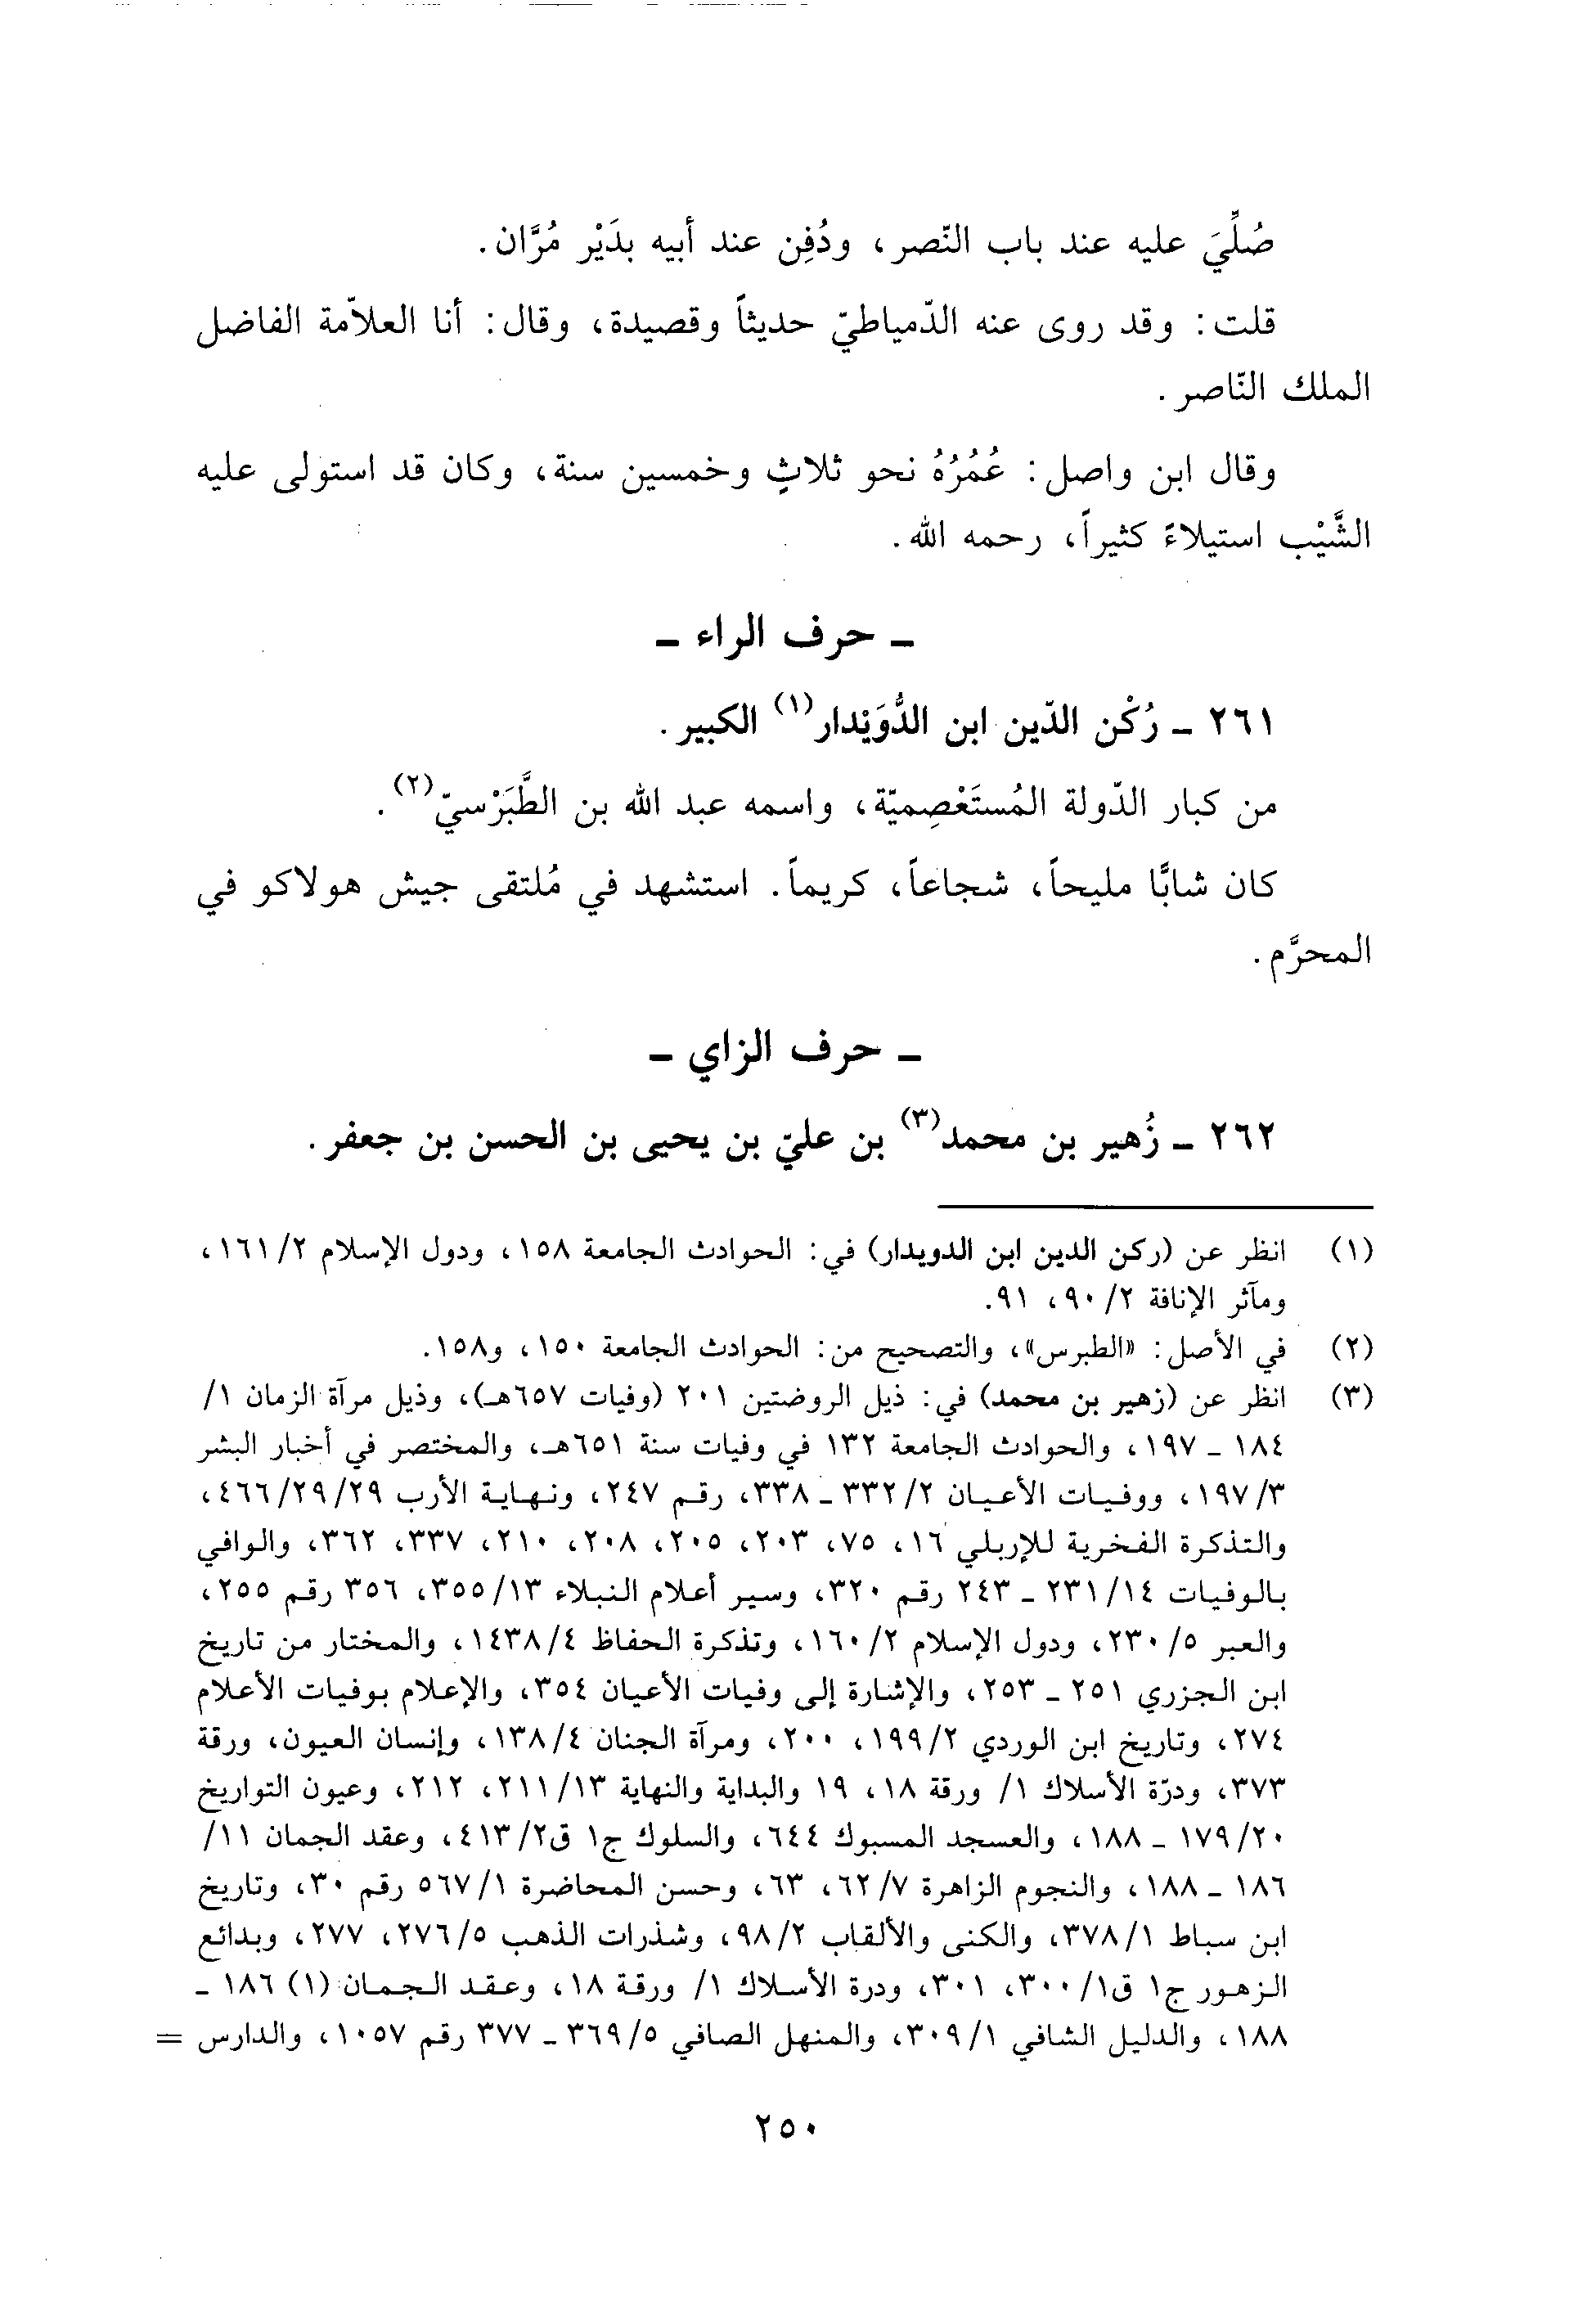 صُلِّيَ عليه عند باب النّصر، ودُفِن عند أبيه بدَيْر مُرَّان.
قلت: وقد روى عنه الدّمياطيّ حديثاً وقصيدة، وقال: أنا العلاّمة الفاضل
الملك النّاصر.
وقال ابن واصل: عُمُرُهُ نحو ثلاثٍ وخمسين سنة، وكان قد استولى عليه
الشَّيْب استيلاءً كثيراً، رحمه الله.
ـ حرف الراء ـ
٢٦١ ـ رُكْن الدّين ابن الدُّوَيْدار(١) الكبير.
من كبار الدّولة المُستَعْصِميّة، واسمه عبد الله بن الطَّبَرْسيّ(٢).
كان شابًّا مليحاً، شجاعاً، كريماً. استشهد في مُلتقى جيش هولاكو في
المحرَّم.
ـ حرف الزاي ـ
٢٦٢ ـ زُهير بن محمد(٣) بن عليّ بن يحيى بن الحسن بن جعفر.
(١) انظر عن (ركن الدين ابن الدويدار) في: الحوادث الجامعة ١٥٨، ودول الإسلام ١٦١/٢،
ومآثر الإنافة ٩٠/٢، ٩١.
(٢) في الأصل: «الطبرس»، والتصحيح من: الحوادث الجامعة ١٥٠، و١٥٨.
(٣) انظر عن (زهير بن محمد) في: ذيل الروضتين ٢٠١ (وفيات ٦٥٧هـ)، وذيل مرآة الزمان ١/
١٨٤ ـ ١٩٧، والحوادث الجامعة ١٣٢ في وفيات سنة ٦٥١هـ، والمختصر في أخبار البشر
١٩٧/٣، ووفيات الأعيان ٣٣٢/٢ ـ ٣٣٨، رقم ٢٤٧، ونهاية الأرب ٤٦٦/٢٩/٢٩،
والتذكرة الفخرية للإربلي ١٦، ٧٥، ٢٠٣، ٢٠٥، ٢٠٨، ٢١٠، ٣٣٧، ٣٦٢، والوافي
بالوفيات ٢٣١/١٤ ـ ٢٤٣ رقم ٣٢٠، وسير أعلام النبلاء ٣٥٥/١٣، ٣٥٦ رقم ٢٥٥،
والعبر ٢٣٠/٥، ودول الإسلام ١٦٠/٢، وتذكرة الحفاظ ١٤٣٨/٤، والمختار من تاريخ
ابن الجزري ٢٥١ ـ ٢٥٣، والإشارة إلى وفيات الأعيان ٣٥٤، والإعلام بوفيات الأعلام
٢٧٤، وتاريخ ابن الوردي ١٩٩/٢، ٢٠٠، ومرآة الجنان ١٣٨/٤، وإنسان العيون، ورقة
٣٧٣، ودرّة الأسلاك ١/ ورقة ١٨، ١٩ والبداية والنهاية ٢١١/١٣، ٢١٢، وعيون التواريخ
١٧٩/٢٠ ـ ١٨٨، والعسجد المسبوك ٦٤٤، والسلوك ج١ ق٤١٣/٢، وعقد الجمان ١١/
١٨٦ ـ ١٨٨، والنجوم الزاهرة ٦٢/٧، ٦٣، وحسن المحاضرة ٥٦٧/١ رقم ٣٠، وتاريخ
ابن سباط ٣٧٨/١، والكنى والألقاب ٩٨/٢، وشذرات الذهب ٢٧٦/٥، ٢٧٧، وبدائع
الزهور ج١ ق٣٠٠/١، ٣٠١، ودرة الأسلاك ١/ ورقة ١٨، وعقد الجمان (١) ١٨٦ ـ
١٨٨، والدليل الشافي ٣٠٩/١، والمنهل الصافي ٣٦٩/٥ ـ ٣٧٧ رقم ١٠٥٧، والدارس =
٢٥٠